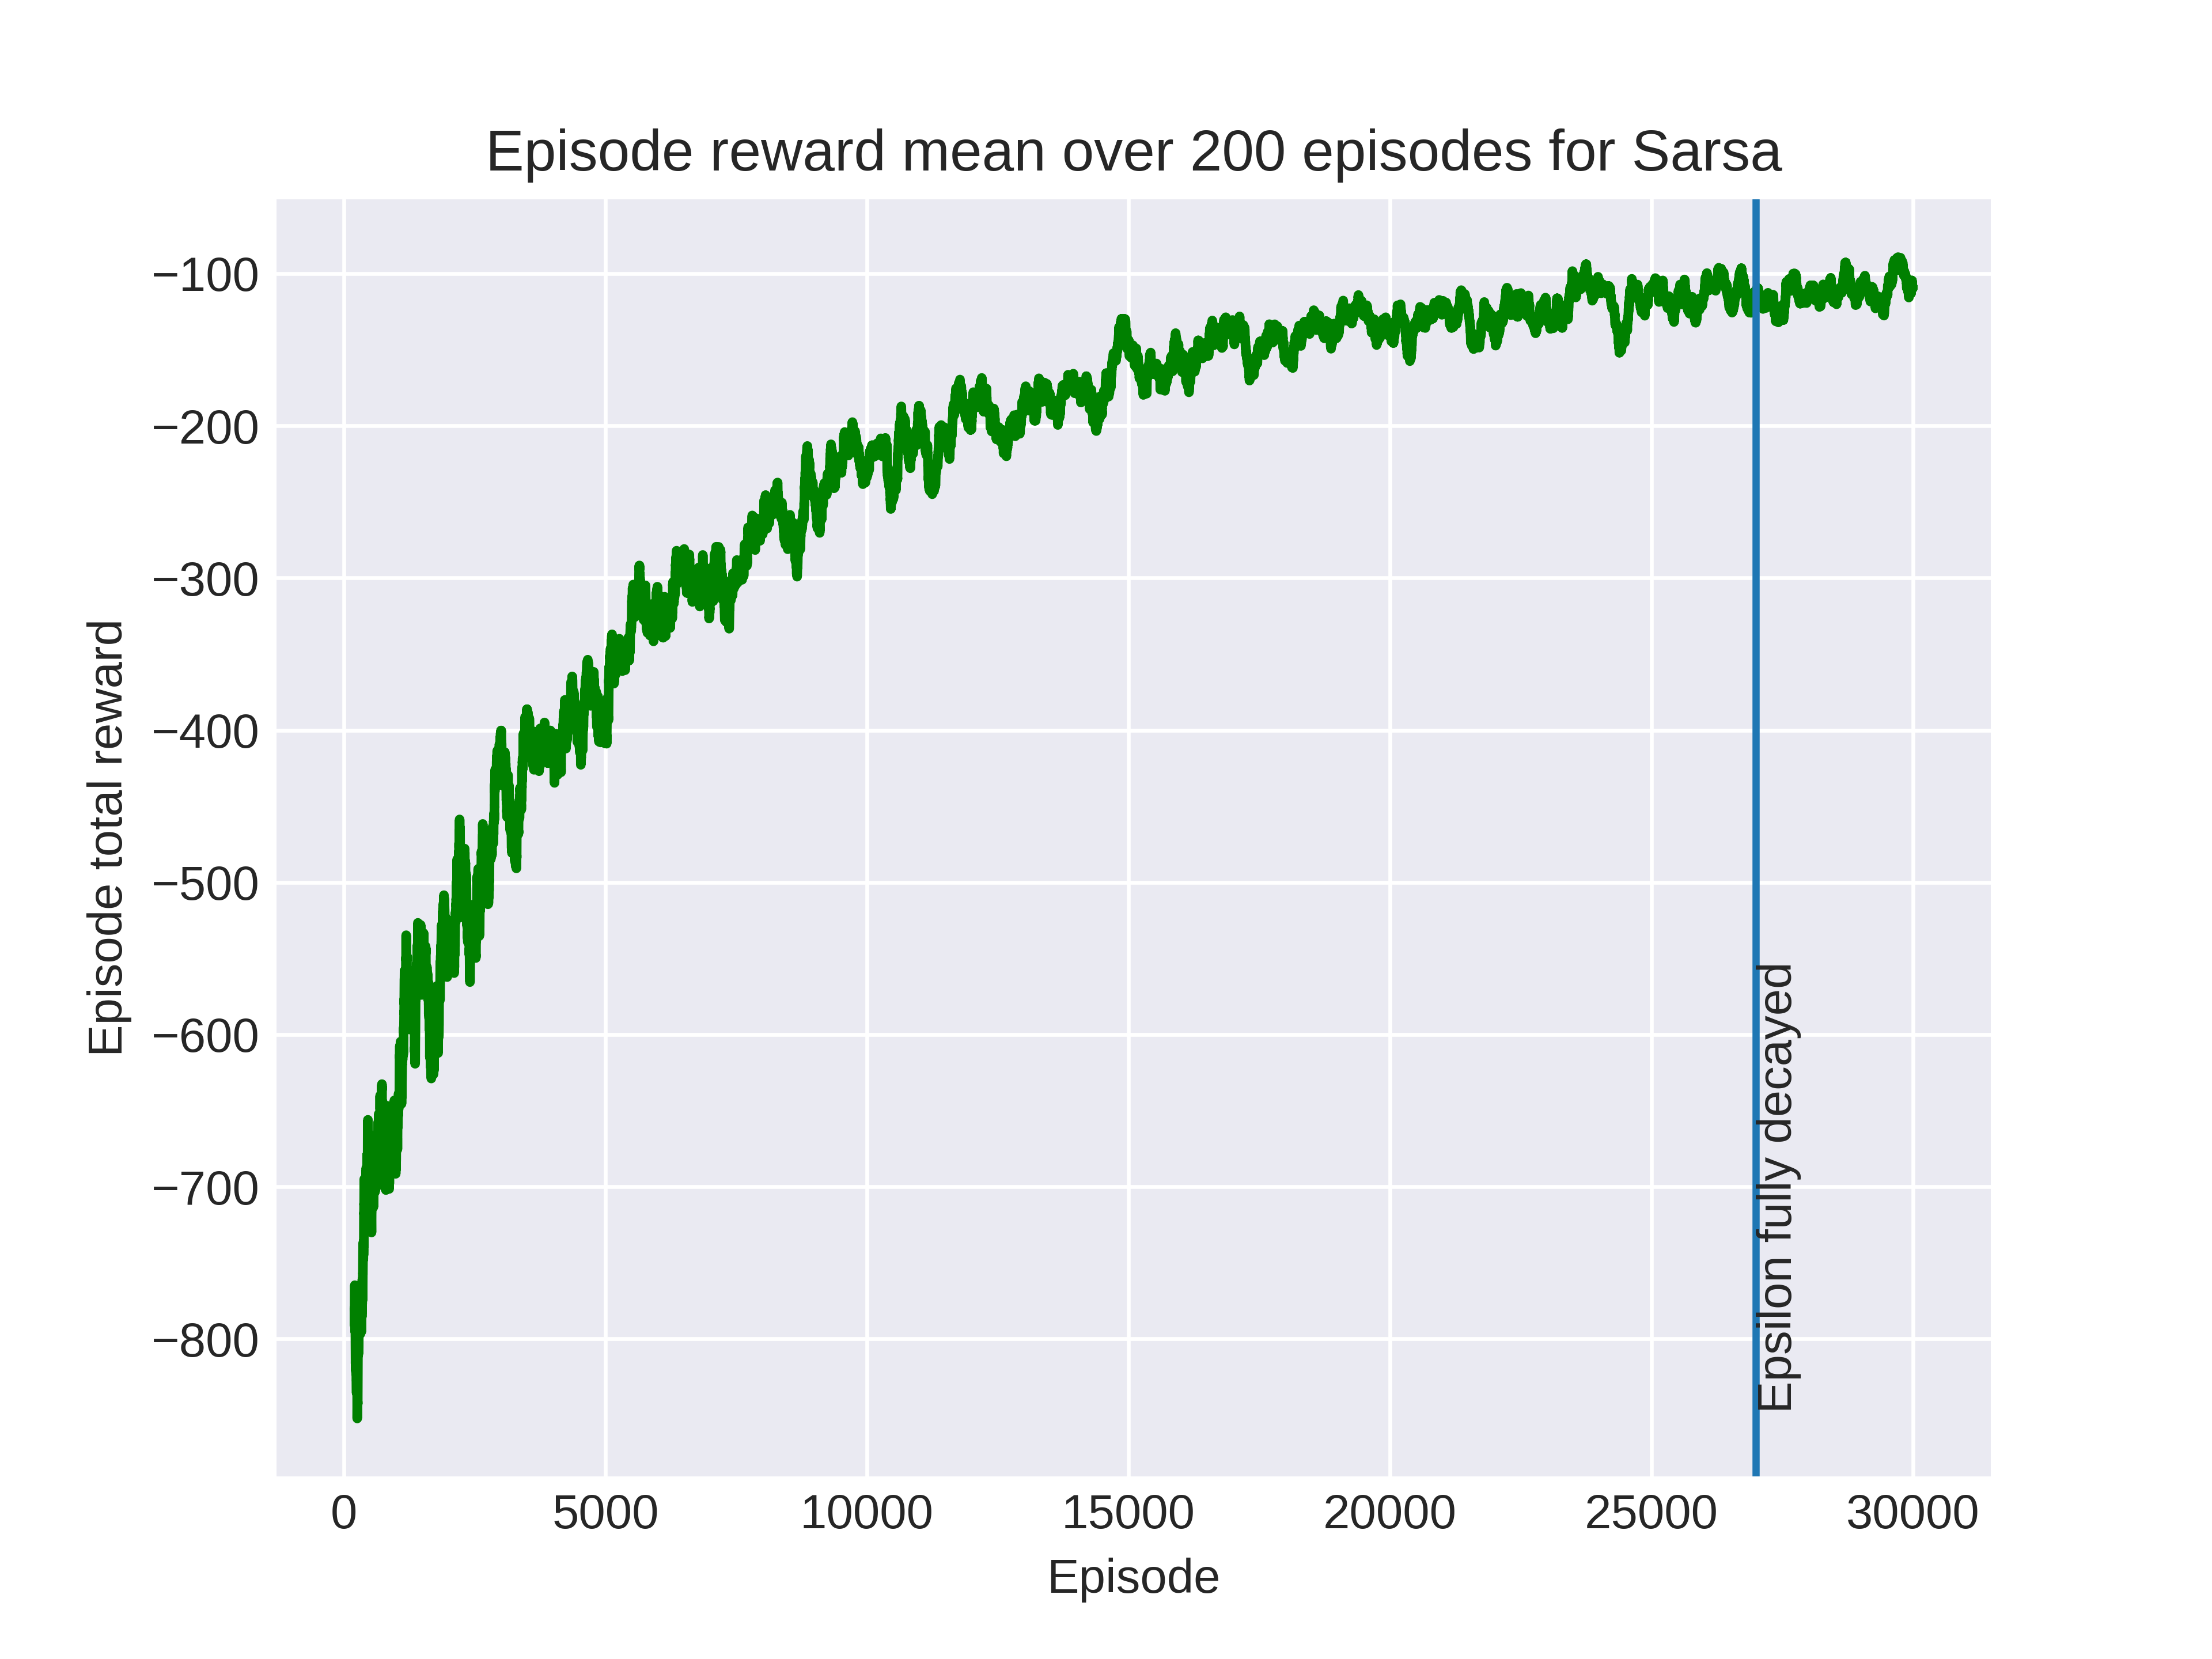 Episode reward mean over 200 episodes for Sarsa
Episode total reward
−100
−200
−300
−400
−500
−600
−700
−800
Epsilon fully decayed
0 5000 10000 15000 20000 25000 30000
Episode